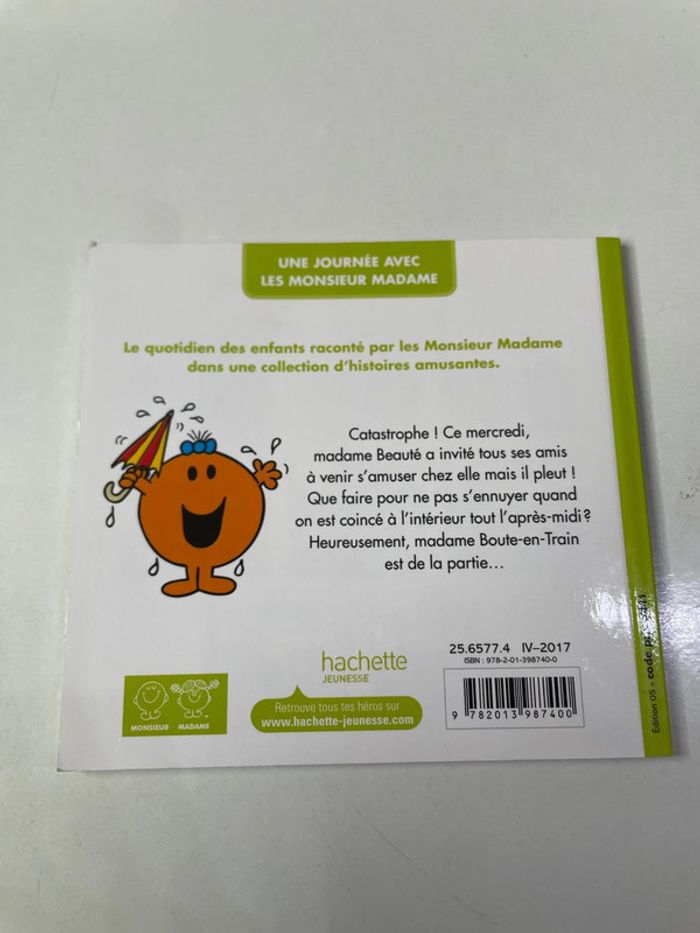 UNE JOURNÉE AVEC
LES MONSIEUR MADAME
Le quotidien des enfants raconté par les Monsieur Madame
dans une collection d'histoires amusantes.
Catastrophe ! Ce mercredi,
madame Beauté a invité tous ses amis
à venir s'amuser chez elle mais il pleut !
Que faire pour ne pas s'ennuyer quand
on est coincé à l'intérieur tout l'après-midi ?
Heureusement, madame Boute-en-Train
est de la partie...
hachette
JEUNESSE
Retrouve tous tes héros sur
www.hachette-jeunesse.com
MONSIEUR MADAME
25.6577.4 IV-2017
ISBN : 978-2-01-398740-0
9 782013 987400
Édition 05 - code